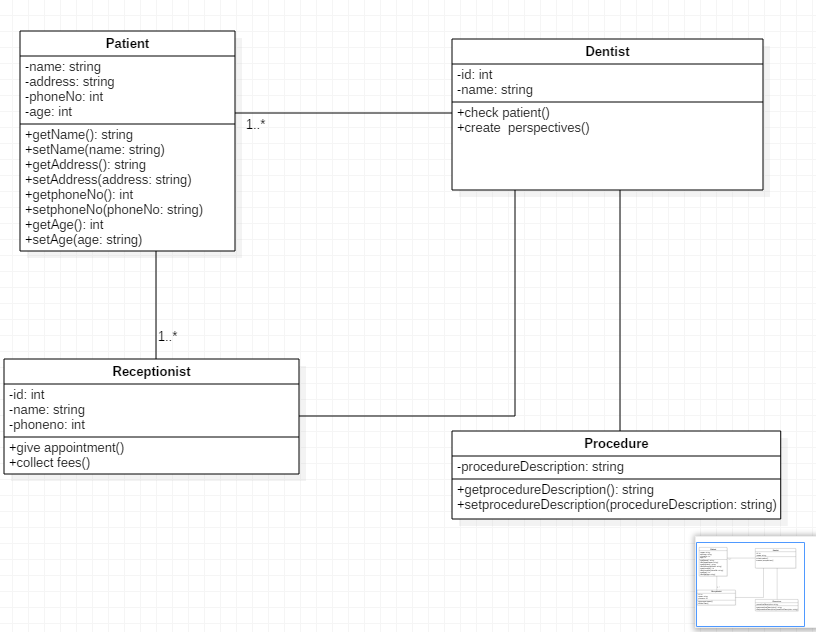 Patient
-name: string
-address: string
-phoneNo: int
-age: int
+getName(): string
+setName(name: string)
+getAddress(): string
+setAddress(address: string)
+getphoneNo(): int
+setphoneNo(phoneNo: string)
+getAge(): int
+setAge(age: string)
1..*
Dentist
-id: int
-name: string
+check patient()
+create  perspectives()
1..*
Receptionist
-id: int
-name: string
-phoneno: int
+give appointment()
+collect fees()
Procedure
-procedureDescription: string
+getprocedureDescription(): string
+setprocedureDescription(procedureDescription: string)